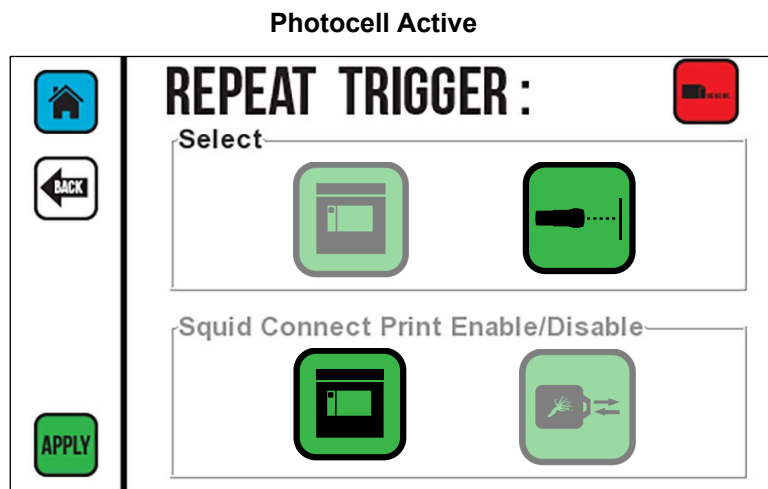 Photocell Active
REPEAT TRIGGER :
Select
BACK
Squid Connect Print Enable/Disable
APPLY